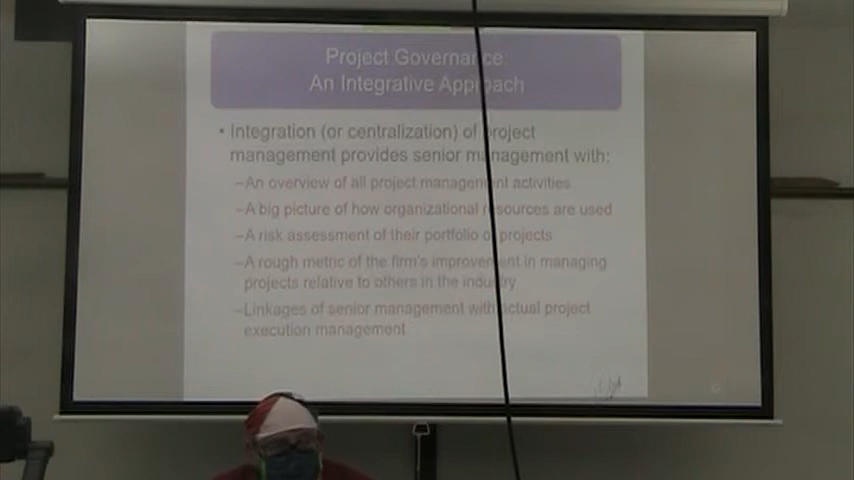 Project Governance:
An Integrative Approach
• Integration (or centralization) of project
management provides senior management with:
–An overview of all project management activities
–A big picture of how organizational resources are used
–A risk assessment of their portfolio of projects
–A rough metric of the firm's improvement in managing
projects relative to others in the industry
–Linkages of senior management with actual project
execution management